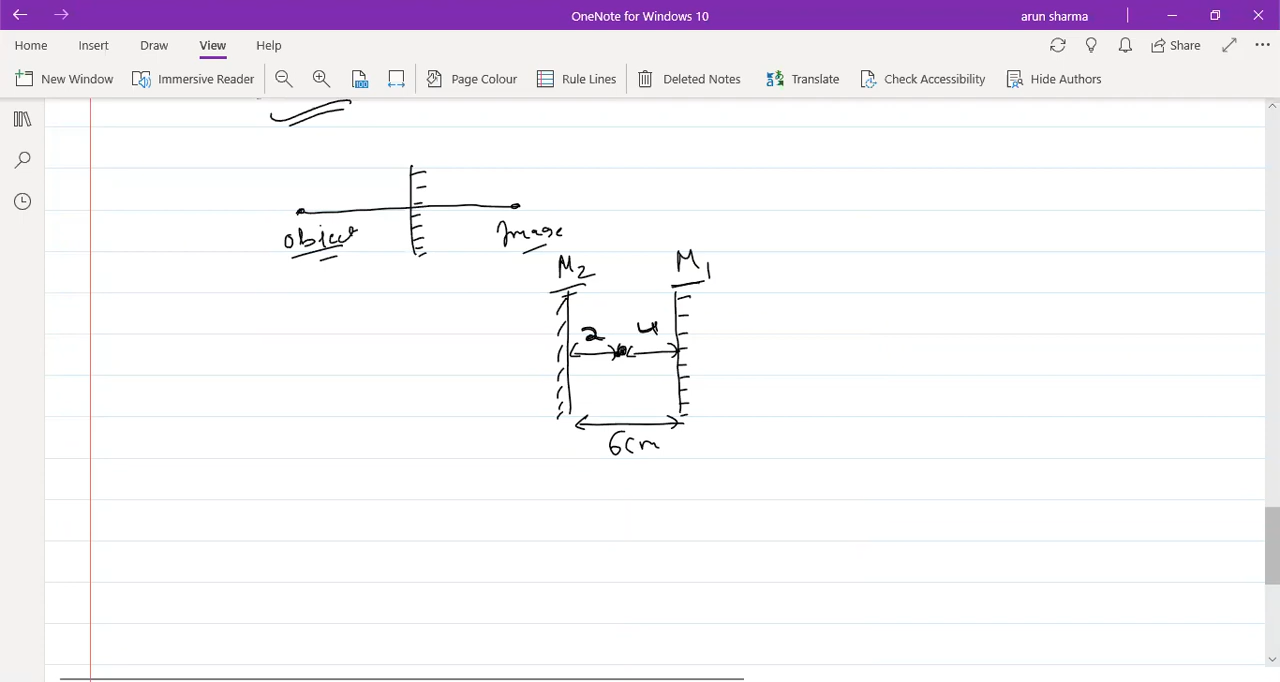 OneNote for Windows 10
arun sharma
Home Insert Draw View Help
Share
New Window Immersive Reader Page Colour Rule Lines Deleted Notes Translate Check Accessibility Hide Authors
object Image
M2 M1
2 4
6cm